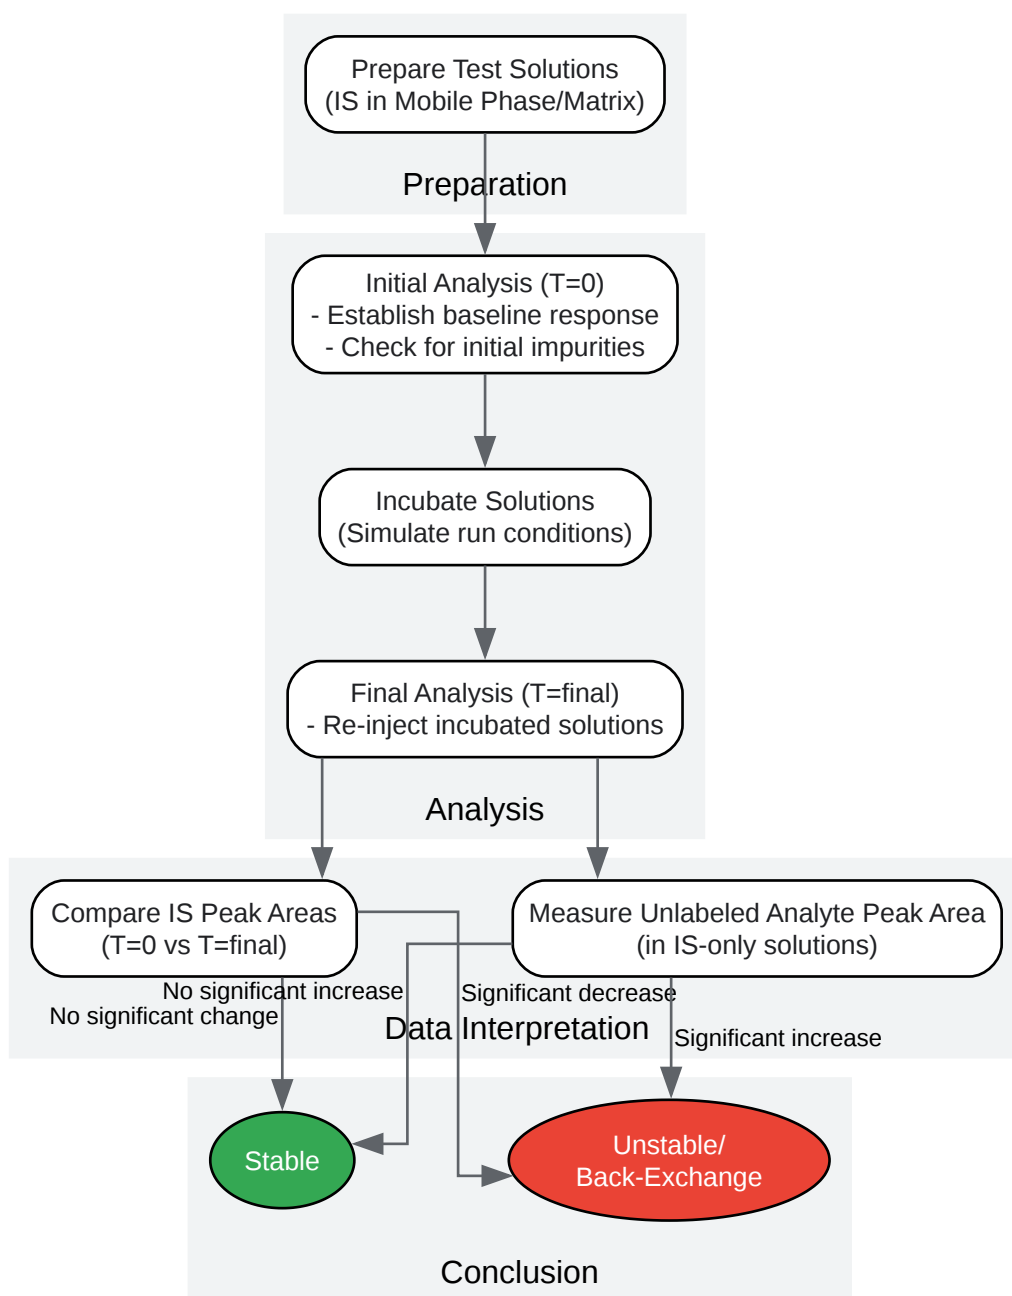 Prepare Test Solutions
(IS in Mobile Phase/Matrix)
Preparation
Initial Analysis (T=0)
- Establish baseline response
- Check for initial impurities
Incubate Solutions
(Simulate run conditions)
Final Analysis (T=final)
- Re-inject incubated solutions
Analysis
Compare IS Peak Areas
(T=0 vs T=final)
Measure Unlabeled Analyte Peak Area
(in IS-only solutions)
No significant increase
Significant decrease
No significant change
Data Interpretation
Significant increase
Stable
Unstable/
Back-Exchange
Conclusion